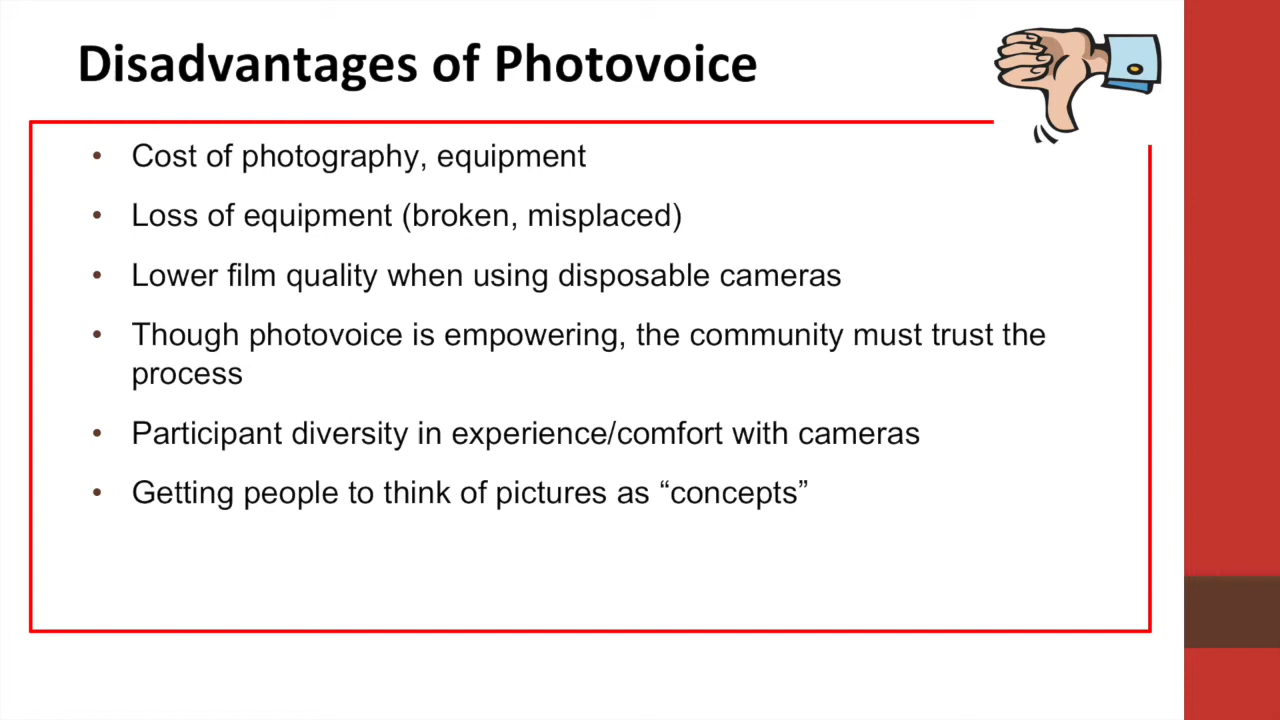 Disadvantages of Photovoice
• Cost of photography, equipment
• Loss of equipment (broken, misplaced)
• Lower film quality when using disposable cameras
• Though photovoice is empowering, the community must trust the
process
• Participant diversity in experience/comfort with cameras
• Getting people to think of pictures as “concepts”